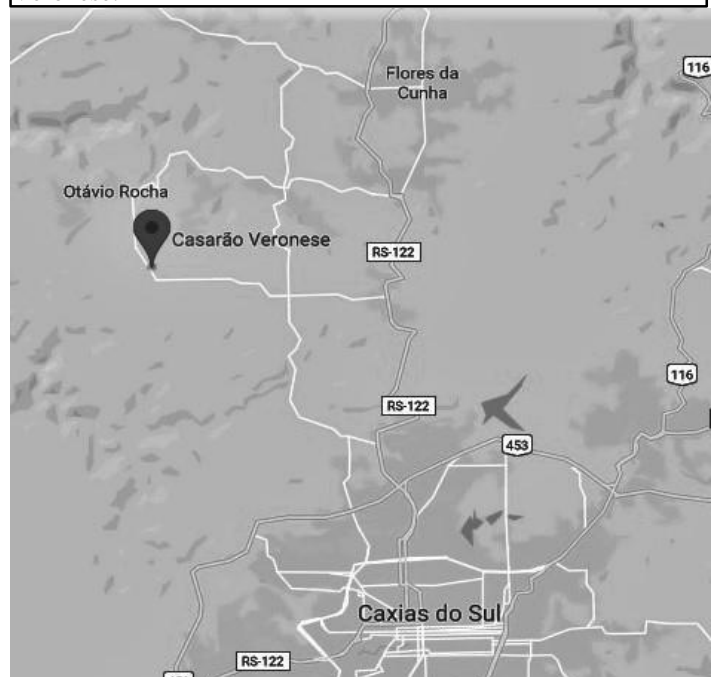 Flores da
Cunha
116
Otávio Rocha
Casarão Veronese
RS-122
116
RS-122
453
Caxias do Sul
RS-122